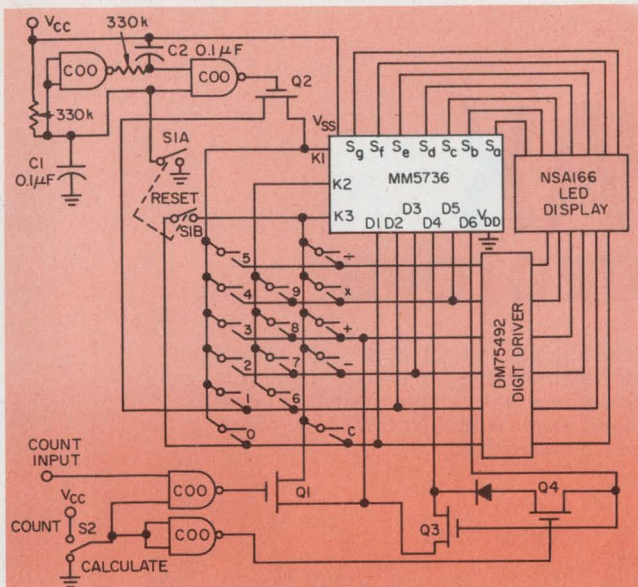 VCC
330k
C2 0.1µF
COO
COO
Q2
330k
C1
0.1µF
S1A
RESET
S1B
VSS
K1
K2
K3
Sg Sf Se Sd Sc Sb Sa
MM5736
D1 D2 D3 D4 D5 D6 VDD
NSA166
LED
DISPLAY
DM75492
DIGIT DRIVER
5 ÷
4 9 x
3 8 +
2 7 -
1 6
0 C
COUNT
INPUT
COO
Q1
VCC
COUNT
S2
CALCULATE
COO
Q3
Q4